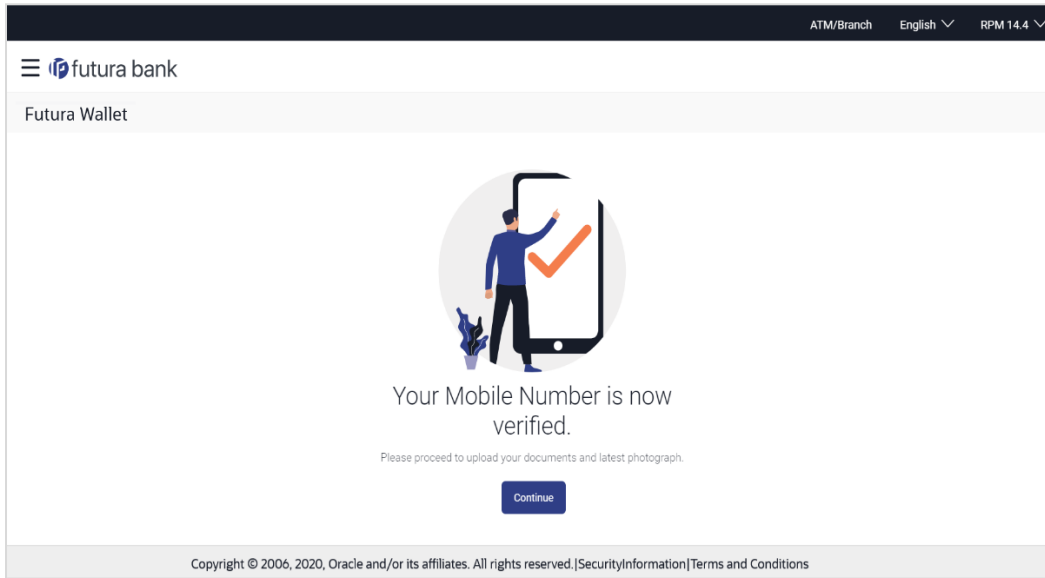 ATM/Branch English RPM 14.4
futura bank
Futura Wallet
Your Mobile Number is now
verified.
Please proceed to upload your documents and latest photograph.
Continue
Copyright © 2006, 2020, Oracle and/or its affiliates. All rights reserved.|SecurityInformation|Terms and Conditions